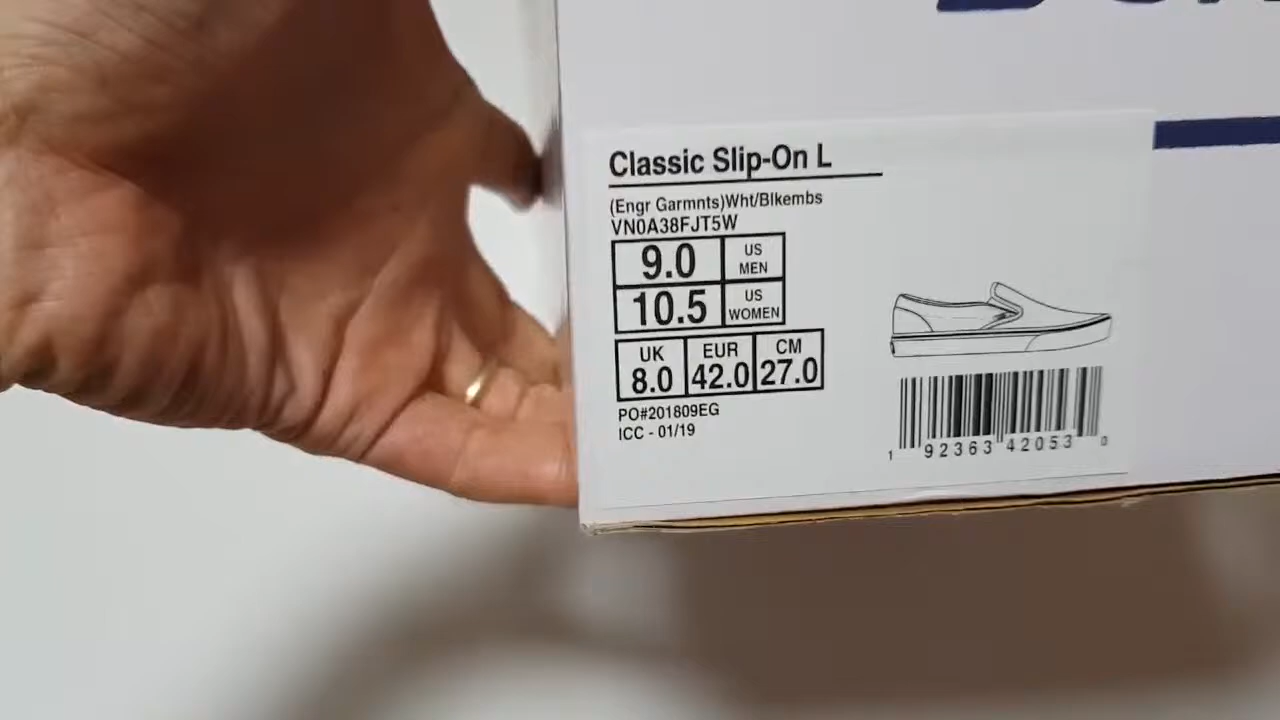 Classic Slip-On L
(Engr Garmnts)Wht/Blkembs
VN0A38FJT5W
9.0 US MEN
10.5 US WOMEN
UK EUR CM
8.0 42.0 27.0
PO#201809EG
ICC - 01/19
1 92363 42053 0